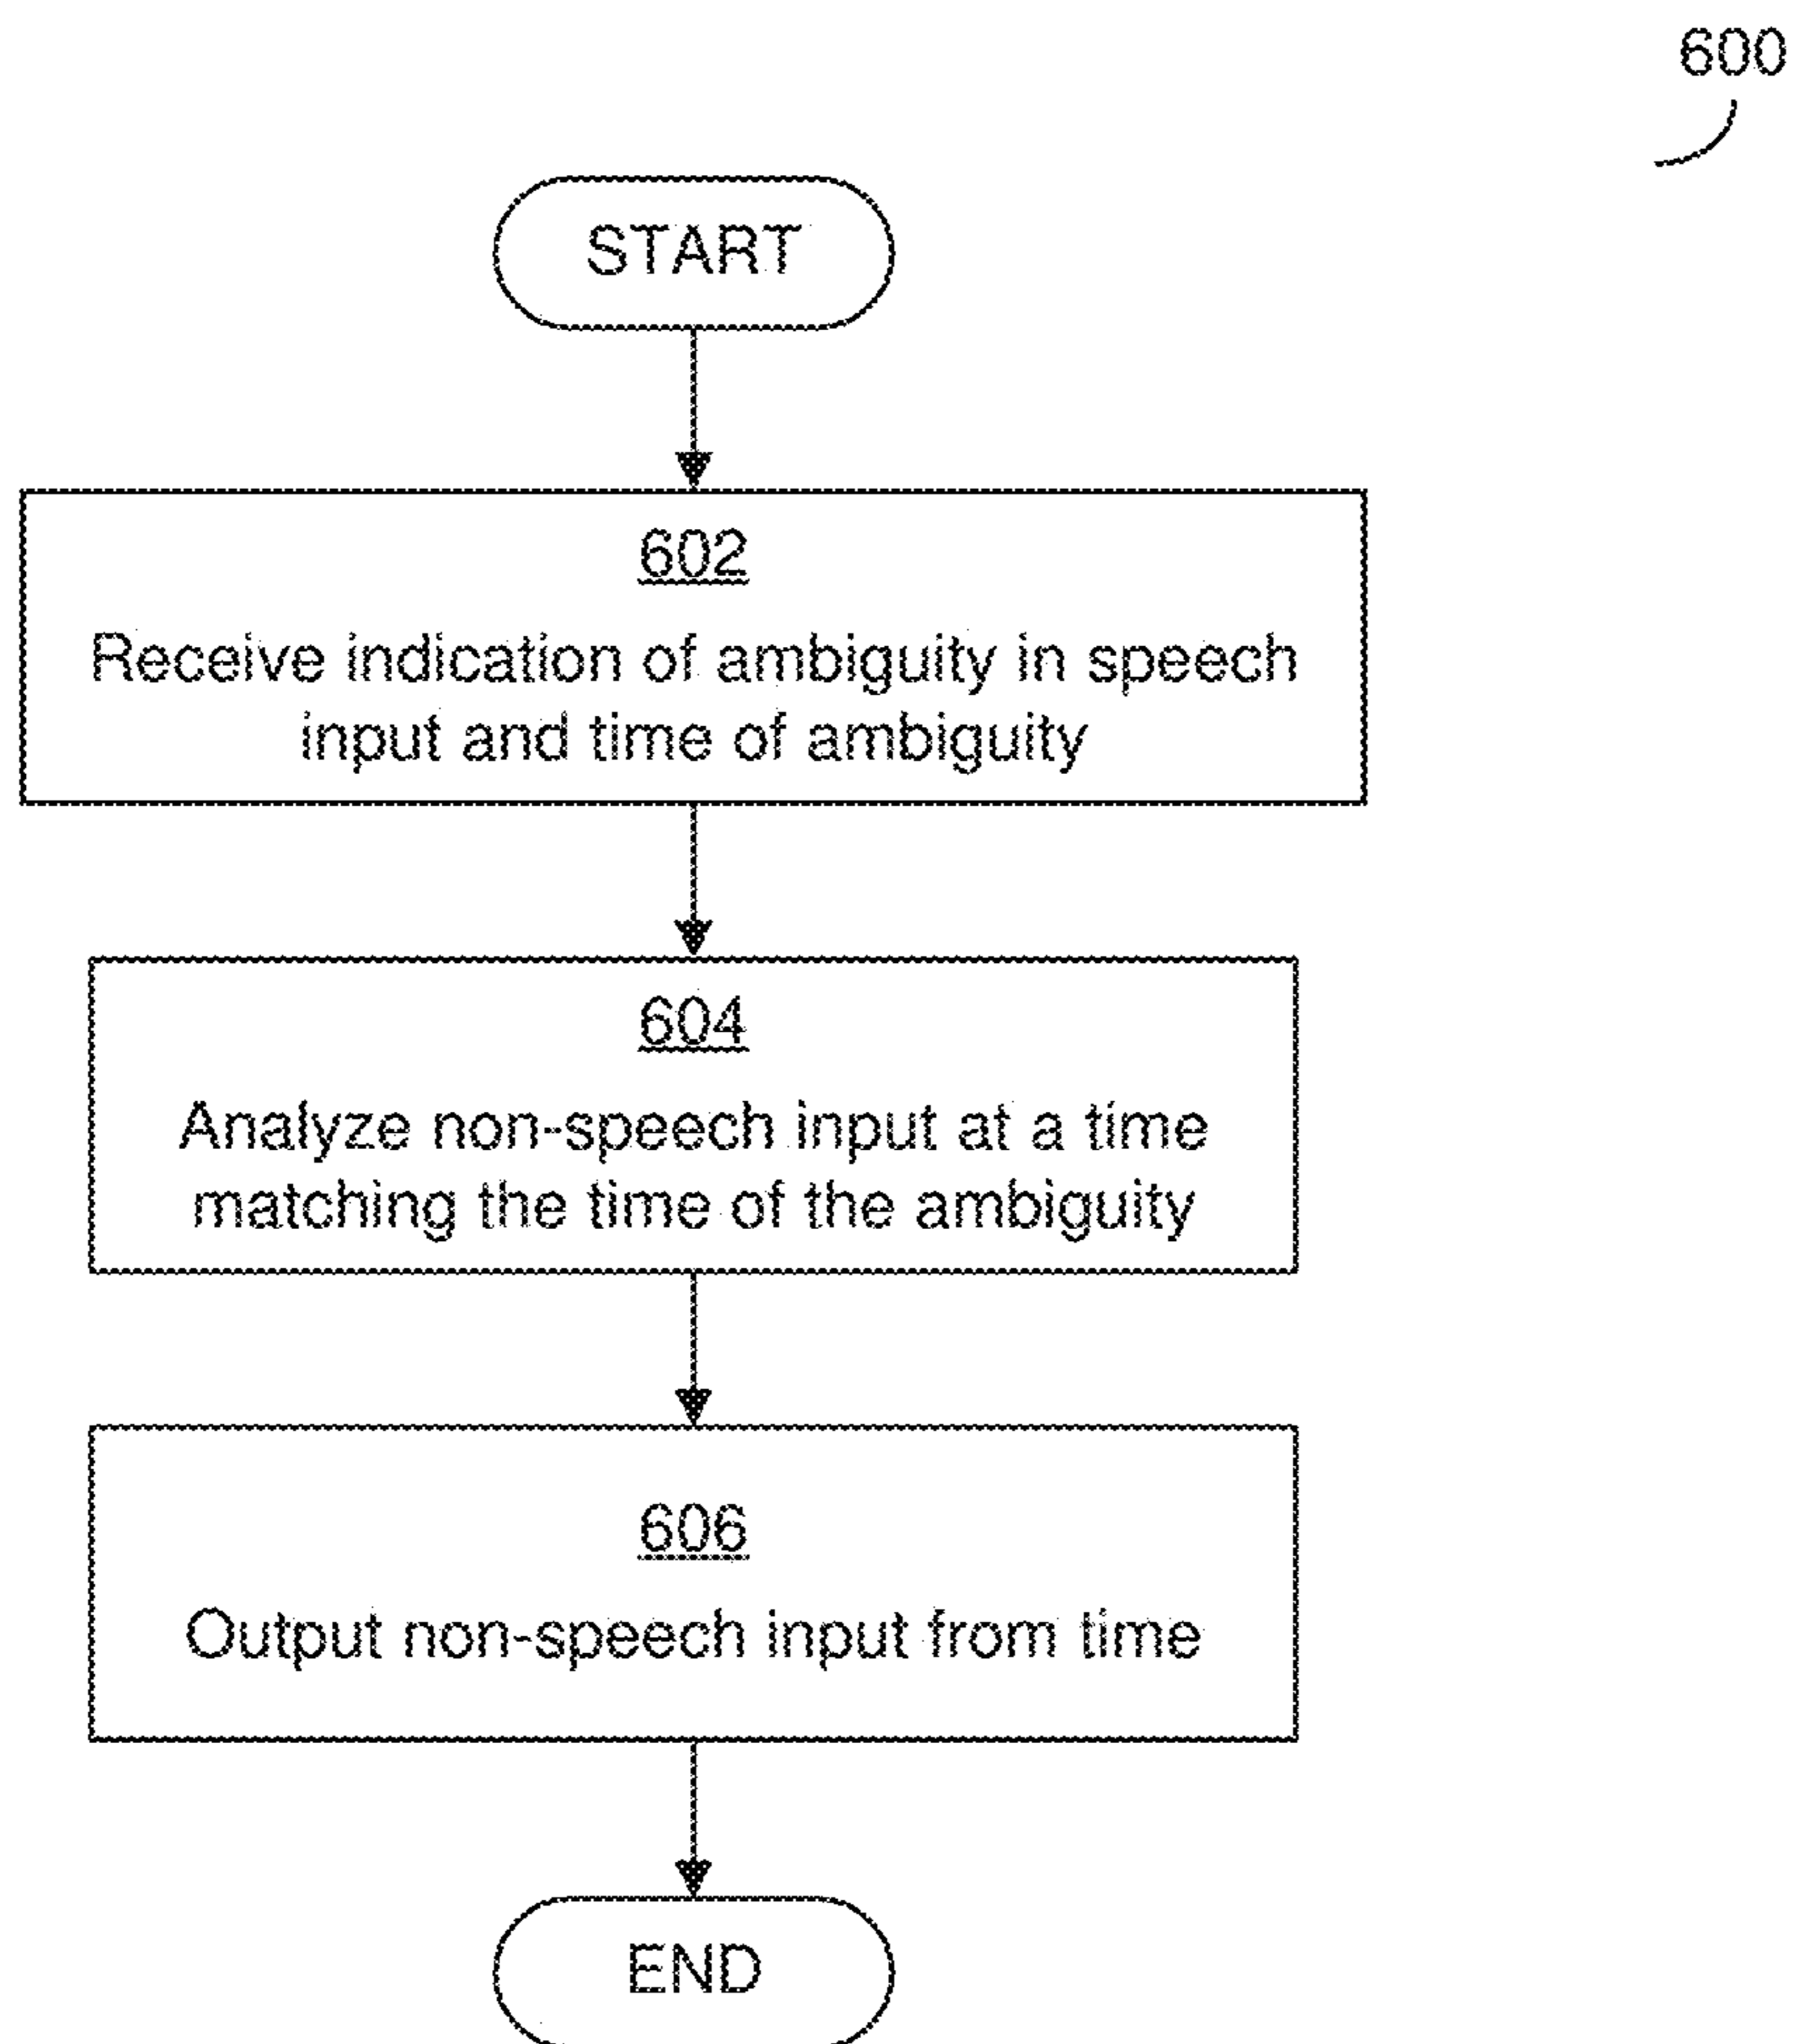 600
START
602
Receive indication of ambiguity in speech
input and time of ambiguity
604
Analyze non-speech input at a time
matching the time of the ambiguity
606
Output non-speech input from time
END